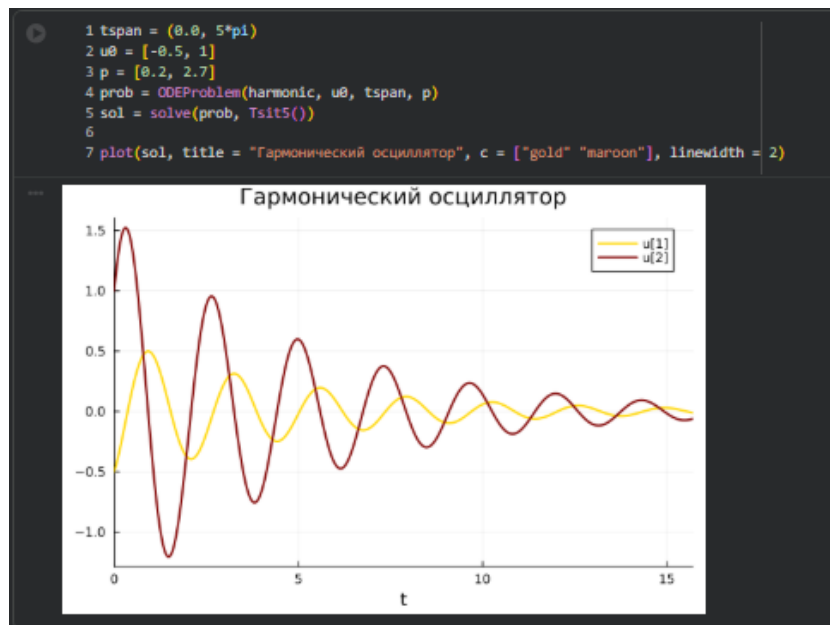 1 tspan = (0.0, 5*pi)
2 u0 = [-0.5, 1]
3 p = [0.2, 2.7]
4 prob = ODEProblem(harmonic, u0, tspan, p)
5 sol = solve(prob, Tsit5())
6
7 plot(sol, title = "Гармонический осциллятор", c = ["gold" "maroon"], linewidth = 2)
Гармонический осциллятор
u[1]
u[2]
1.5
1.0
0.5
0.0
-0.5
-1.0
0 5 10 15
t